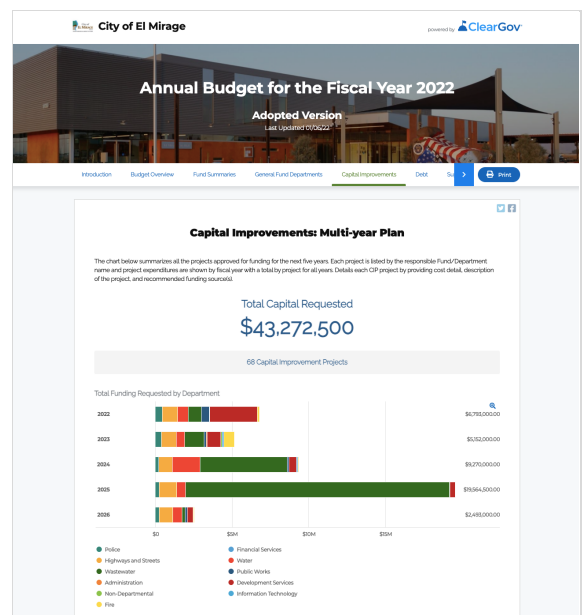 City of El Mirage
powered by ClearGov
Annual Budget for the Fiscal Year 2022
Adopted Version
Last Updated 01/06/22
Introduction Budget Overview Fund Summaries General Fund Departments Capital Improvements Debt Su > Print
Capital Improvements: Multi-year Plan
The chart below summarizes all the projects approved for funding for the next five years. Each project is listed by the responsible Fund/Department
name and project expenditures are shown by fiscal year with a total by project for all years. Details each CIP project by providing cost detail, description
of the project, and recommended funding source(s).
Total Capital Requested
$43,272,500
68 Capital Improvement Projects
Total Funding Requested by Department
2022 $6,793,000.00
2023 $5,152,000.00
2024 $9,270,000.00
2025 $19,564,500.00
2026 $2,493,000.00
$0 $5M $10M $15M
Police Financial Services
Highways and Streets Water
Wastewater Public Works
Administration Development Services
Non-Departmental Information Technology
Fire